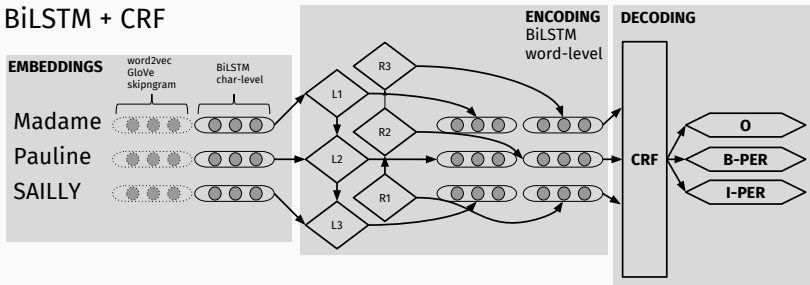 BiLSTM + CRF
EMBEDDINGS
word2vec
GloVe
skipngram
BiLSTM
char-level
Madame
Pauline
SAILLY
L1
L2
L3
R3
R2
R1
ENCODING
BiLSTM
word-level
DECODING
CRF
O
B-PER
I-PER